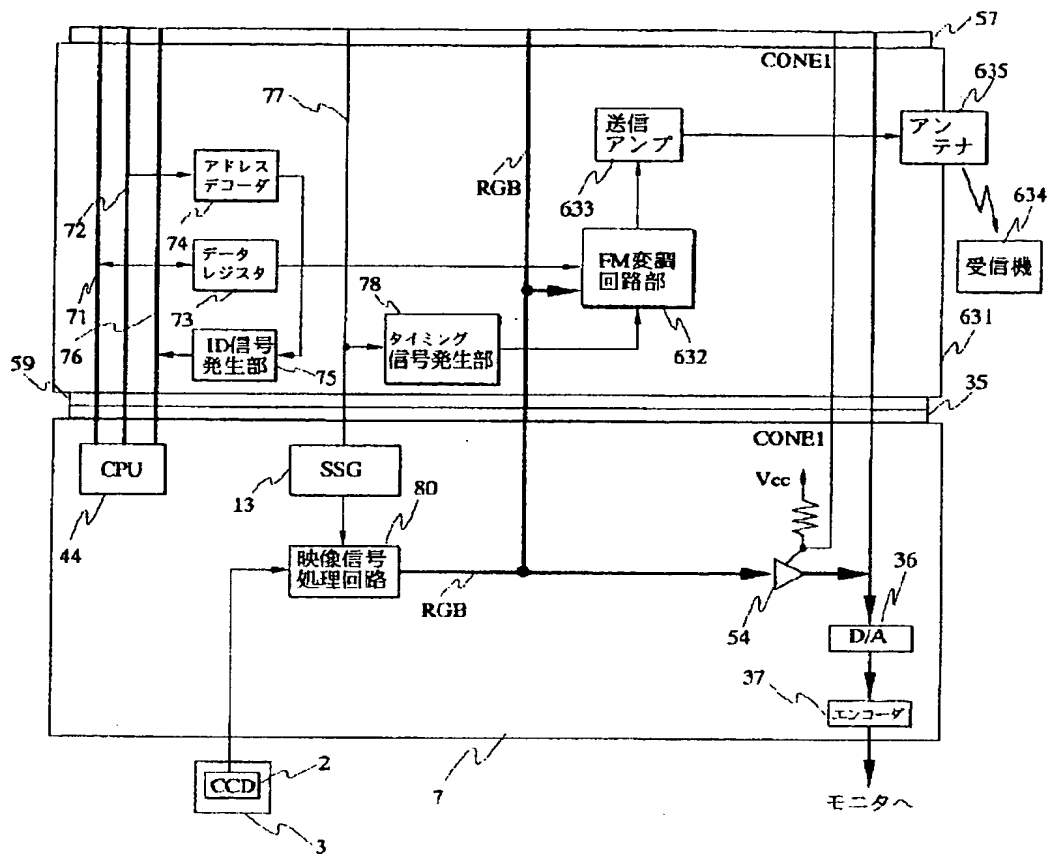 57
CONE1
77
635
送信
アンプ
アン
テナ
アドレス
デコーダ
RGB
633
634
72
74
データ
レジスタ
FM変調
回路部
受信機
78
71
73
タイミング
信号発生部
76
ID信号
発生部
75
632
631
59
35
CONE1
CPU
SSG
Vcc
13
80
44
映像信号
処理回路
36
RGB
54
D/A
37
エンコーダ
2
CCD
7
モニタへ
3